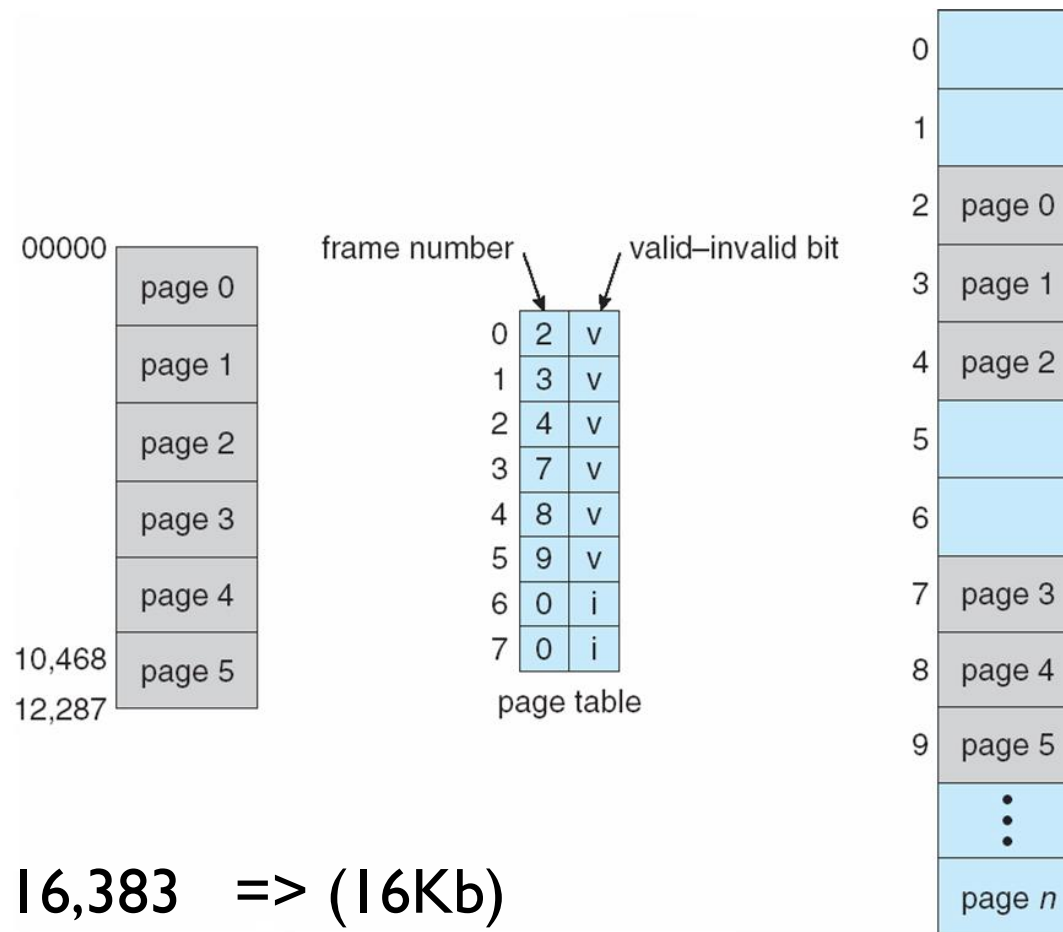 00000
page 0
page 1
page 2
page 3
page 4
10,468
page 5
12,287
frame number
valid–invalid bit
0 2 v
1 3 v
2 4 v
3 7 v
4 8 v
5 9 v
6 0 i
7 0 i
page table
0
1
2 page 0
3 page 1
4 page 2
5
6
7 page 3
8 page 4
9 page 5
page n
16,383 => (16Kb)